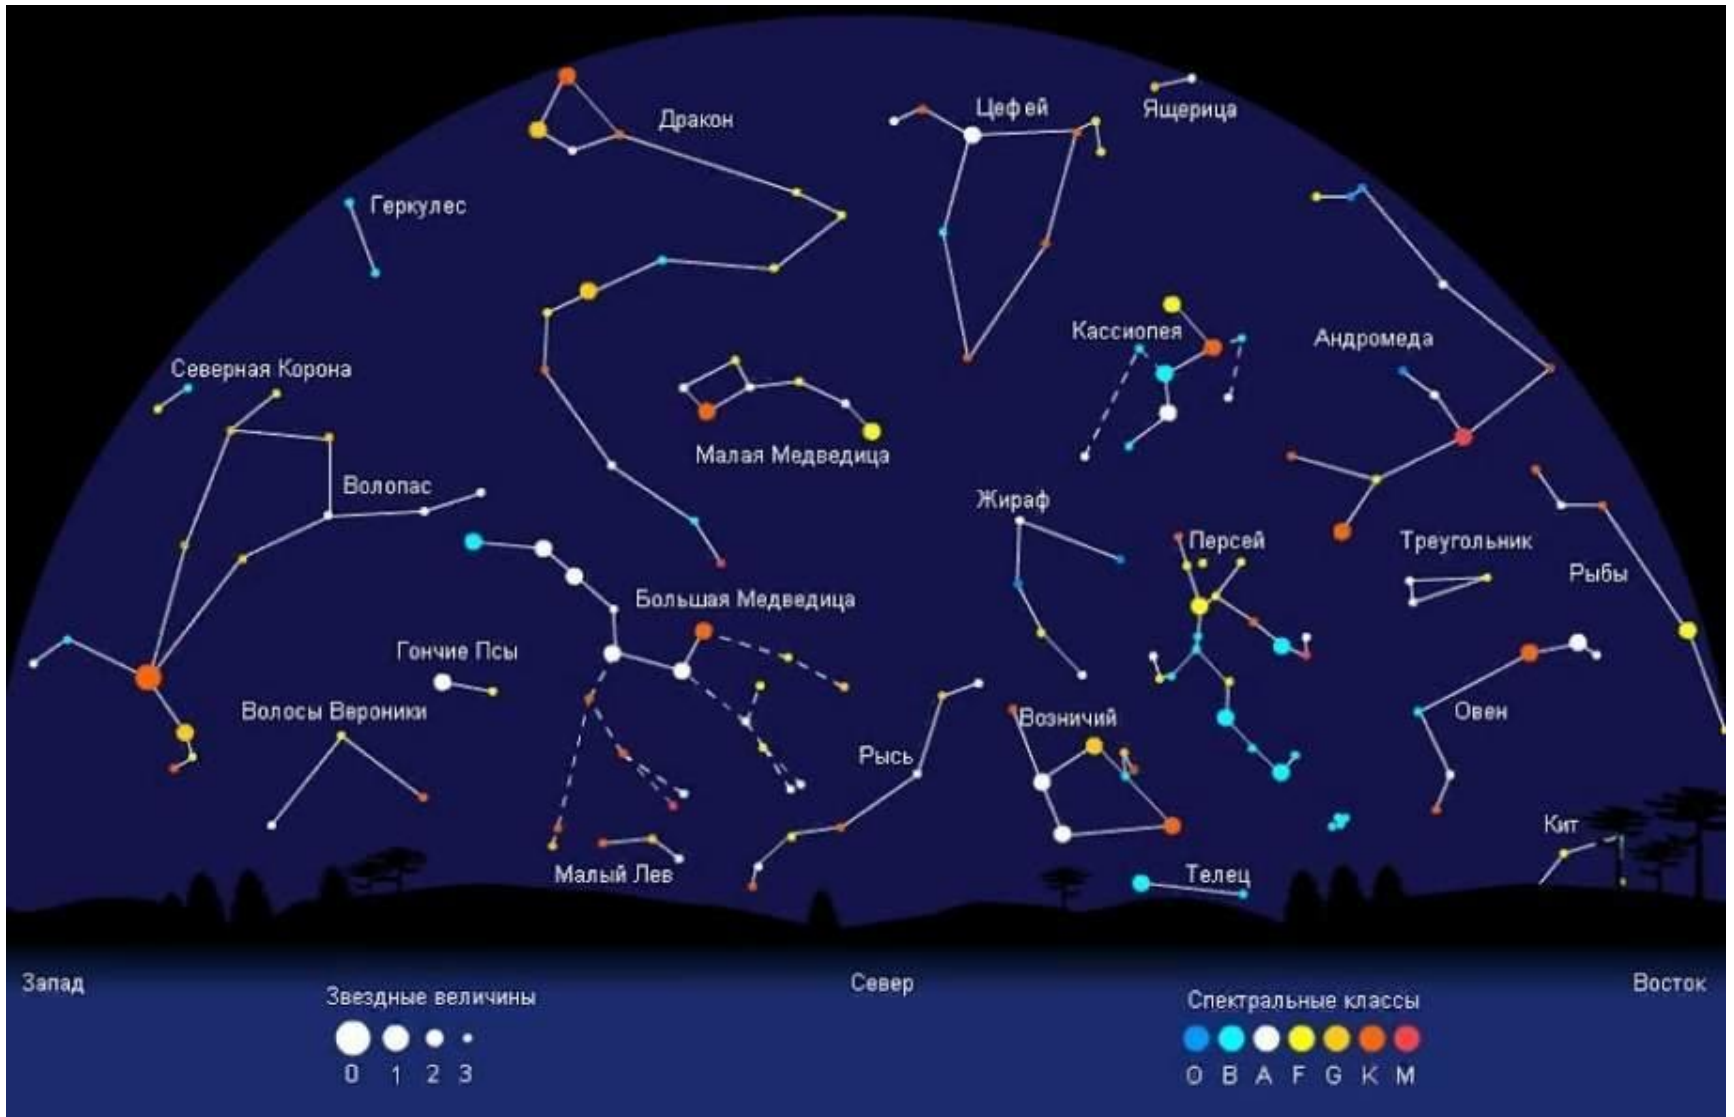 Дракон
Цефей
Ящерица
Геркулес
Кассиопея
Андромеда
Северная Корона
Малая Медведица
Волопас
Жираф
Персей
Треугольник
Рыбы
Большая Медведица
Гончие Псы
Волосы Вероники
Овен
Возничий
Рысь
Кит
Малый Лев
Телец
Запад
Север
Восток
Звездные величины
0 1 2 3
Спектральные классы
O B A F G K M